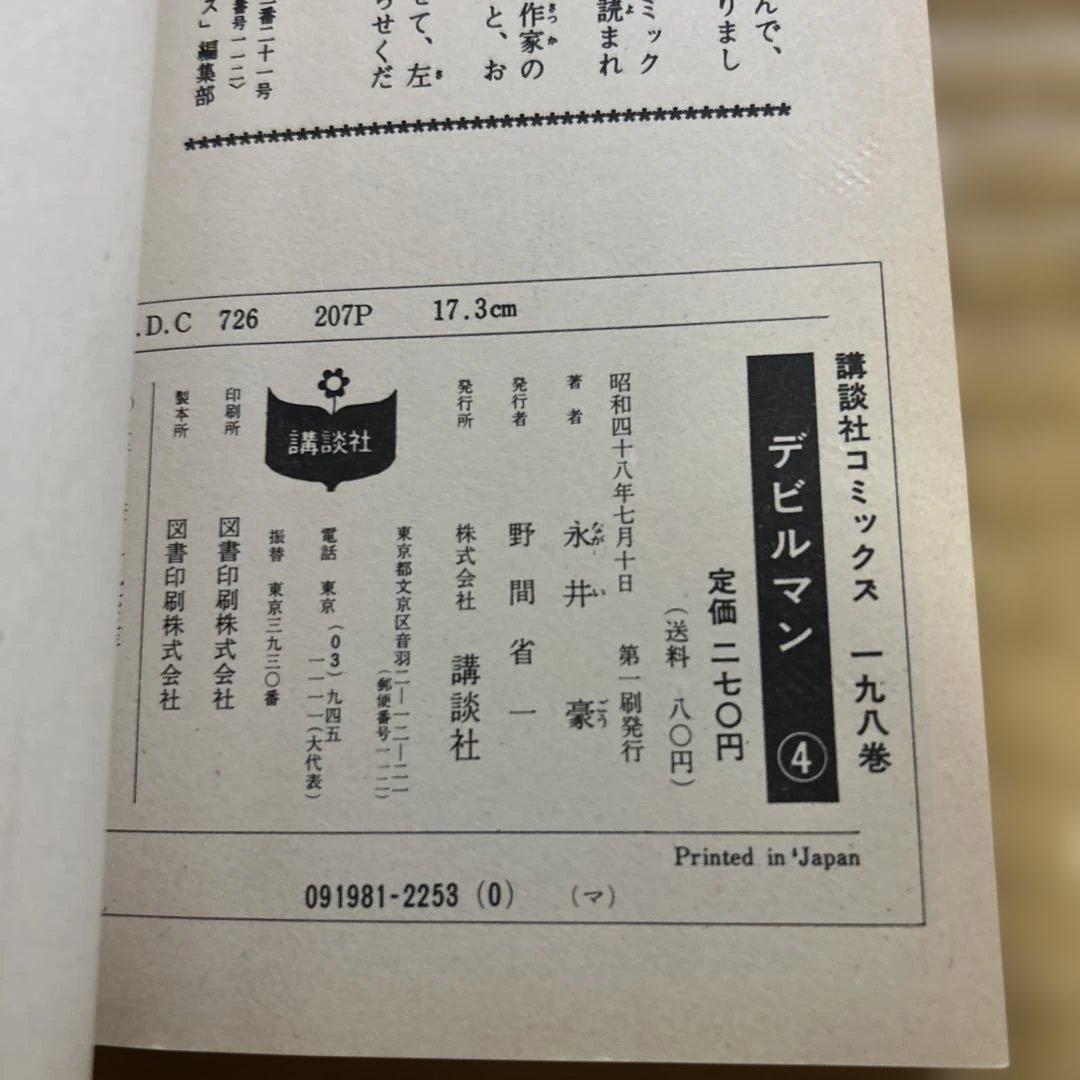 んで、
りまし
ミック
読まれ
作家の
と、お
せて、左
らせくだ
二番二十一号
番号一一二）
ス」編集部
＊＊＊＊＊＊＊＊＊＊＊＊＊＊＊＊＊＊＊＊＊＊＊＊＊＊＊＊＊＊＊＊＊＊
.D.C 726 207P 17.3cm
講談社コミックス 一九八巻
デビルマン ④
定価 二七〇円
（送料 八〇円）
昭和四十八年七月十日 第一刷発行
著者 永井 豪
なが い ごう
発行者 野間省一
発行所 株式会社 講談社
東京都文京区音羽二―一二―二一
（郵便番号一一二）
電話 東京（03）九四五
一一一一（大代表）
振替 東京三九三〇番
講談社
印刷所 図書印刷株式会社
製本所 図書印刷株式会社
Printed in Japan
091981-2253 (0) （マ）